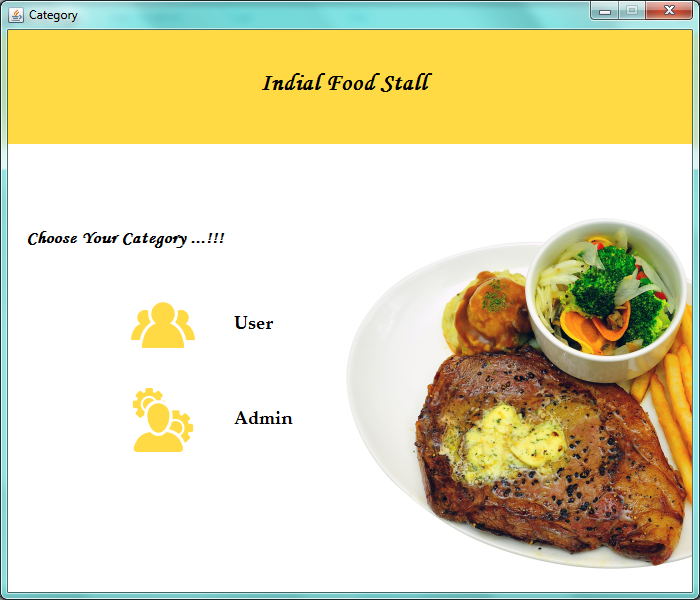 Category
Indial Food Stall
Choose Your Category ...!!!
User
Admin